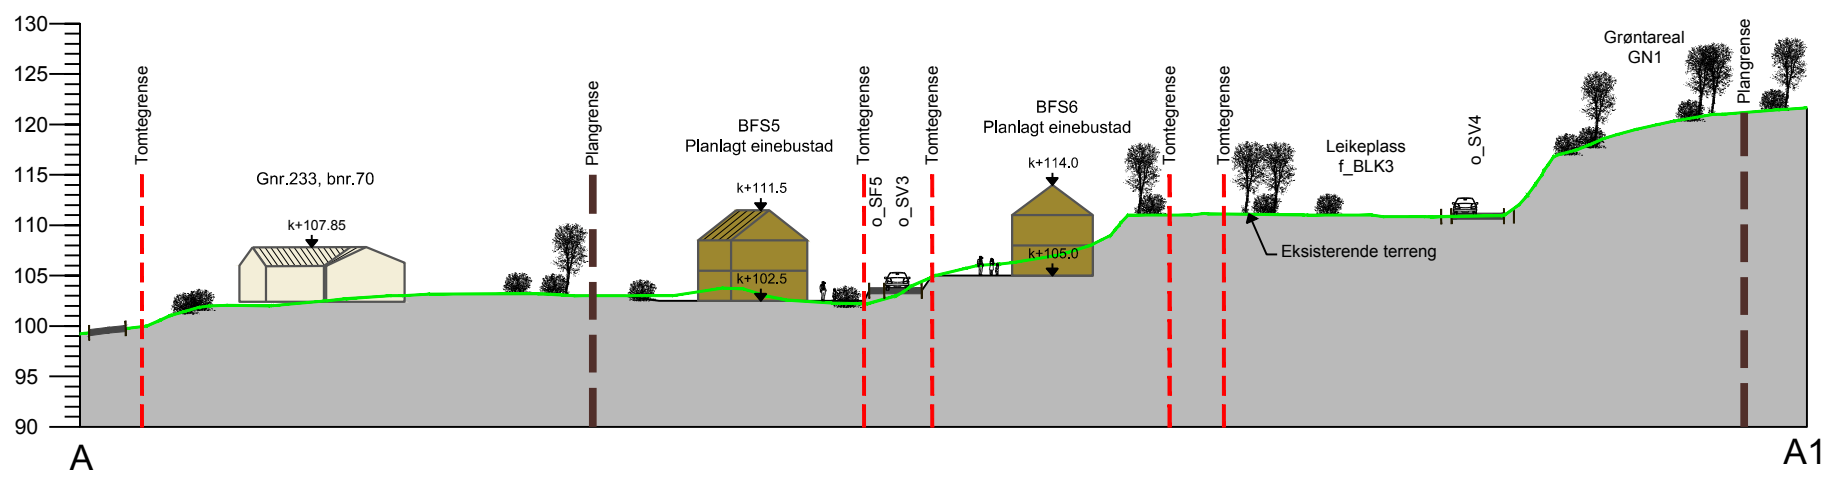 130
125
120
115
110
105
100
95
90
Tomtegrense
Gnr.233, bnr.70
k+107.85
Plangrense
BFS5
Planlagt einebustad
k+111.5
k+102.5
Tomtegrense
o_SF5
o_SV3
Tomtegrense
BFS6
Planlagt einebustad
k+114.0
k+105.0
Tomtegrense
Tomtegrense
Eksisterende terreng
Leikeplass
f_BLK3
o_SV4
Grøntareal
GN1
Plangrense
A
A1